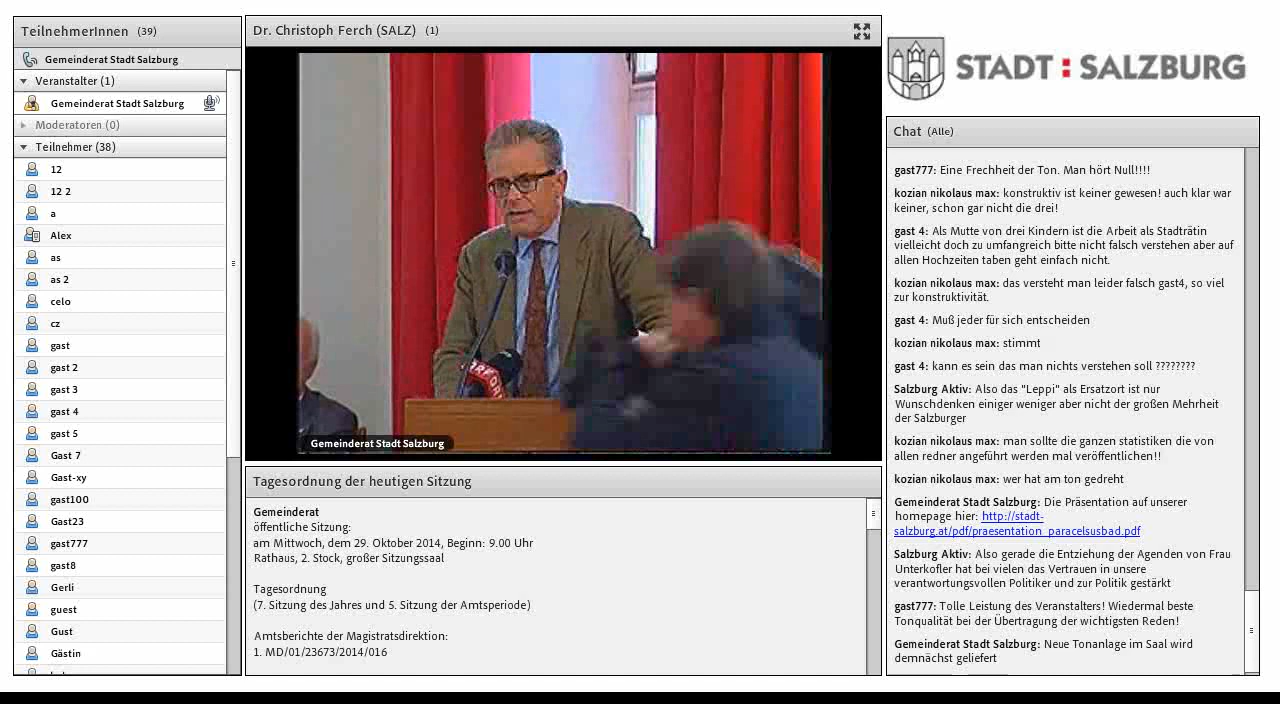 TeilnehmerInnen (39)
Gemeinderat Stadt Salzburg
Veranstalter (1)
Gemeinderat Stadt Salzburg
Moderatoren (0)
Teilnehmer (38)
12
12 2
a
Alex
as
as 2
celo
cz
gast
gast 2
gast 3
gast 4
gast 5
Gast 7
Gast-xy
gast100
Gast23
gast777
gast8
Gerli
guest
Gust
Gästin
Dr. Christoph Ferch (SALZ) (1)
ORF
Gemeinderat Stadt Salzburg
Tagesordnung der heutigen Sitzung
Gemeinderat
öffentliche Sitzung:
am Mittwoch, dem 29. Oktober 2014, Beginn: 9.00 Uhr
Rathaus, 2. Stock, großer Sitzungssaal
Tagesordnung
(7. Sitzung des Jahres und 5. Sitzung der Amtsperiode)
Amtsberichte der Magistratsdirektion:
1. MD/01/23673/2014/016
STADT : SALZBURG
Chat (Alle)
gast777: Eine Frechheit der Ton. Man hört Null!!!!
kozian nikolaus max: konstruktiv ist keiner gewesen! auch klar war
keiner, schon gar nicht die drei!
gast 4: Als Mutte von drei Kindern ist die Arbeit als Stadträtin
vielleicht doch zu umfangreich bitte nicht falsch verstehen aber auf
allen Hochzeiten taben geht einfach nicht.
kozian nikolaus max: das versteht man leider falsch gast4, so viel
zur konstruktivität.
gast 4: Muß jeder für sich entscheiden
kozian nikolaus max: stimmt
gast 4: kann es sein das man nichts verstehen soll ????????
Salzburg Aktiv: Also das "Leppi" als Ersatzort ist nur
Wunschdenken einiger weniger aber nicht der großen Mehrheit
der Salzburger
kozian nikolaus max: man sollte die ganzen statistiken die von
allen redner angeführt werden mal veröffentlichen!!
kozian nikolaus max: wer hat am ton gedreht
Gemeinderat Stadt Salzburg: Die Präsentation auf unserer
homepage hier: http://stadt-
salzburg.at/pdf/praesentation_paracelsusbad.pdf
Salzburg Aktiv: Also gerade die Entziehung der Agenden von Frau
Unterkofler hat bei vielen das Vertrauen in unsere
verantwortungsvollen Politiker und zur Politik gestärkt
gast777: Tolle Leistung des Veranstalters! Wiedermal beste
Tonqualität bei der Übertragung der wichtigsten Reden!
Gemeinderat Stadt Salzburg: Neue Tonanlage im Saal wird
demnächst geliefert